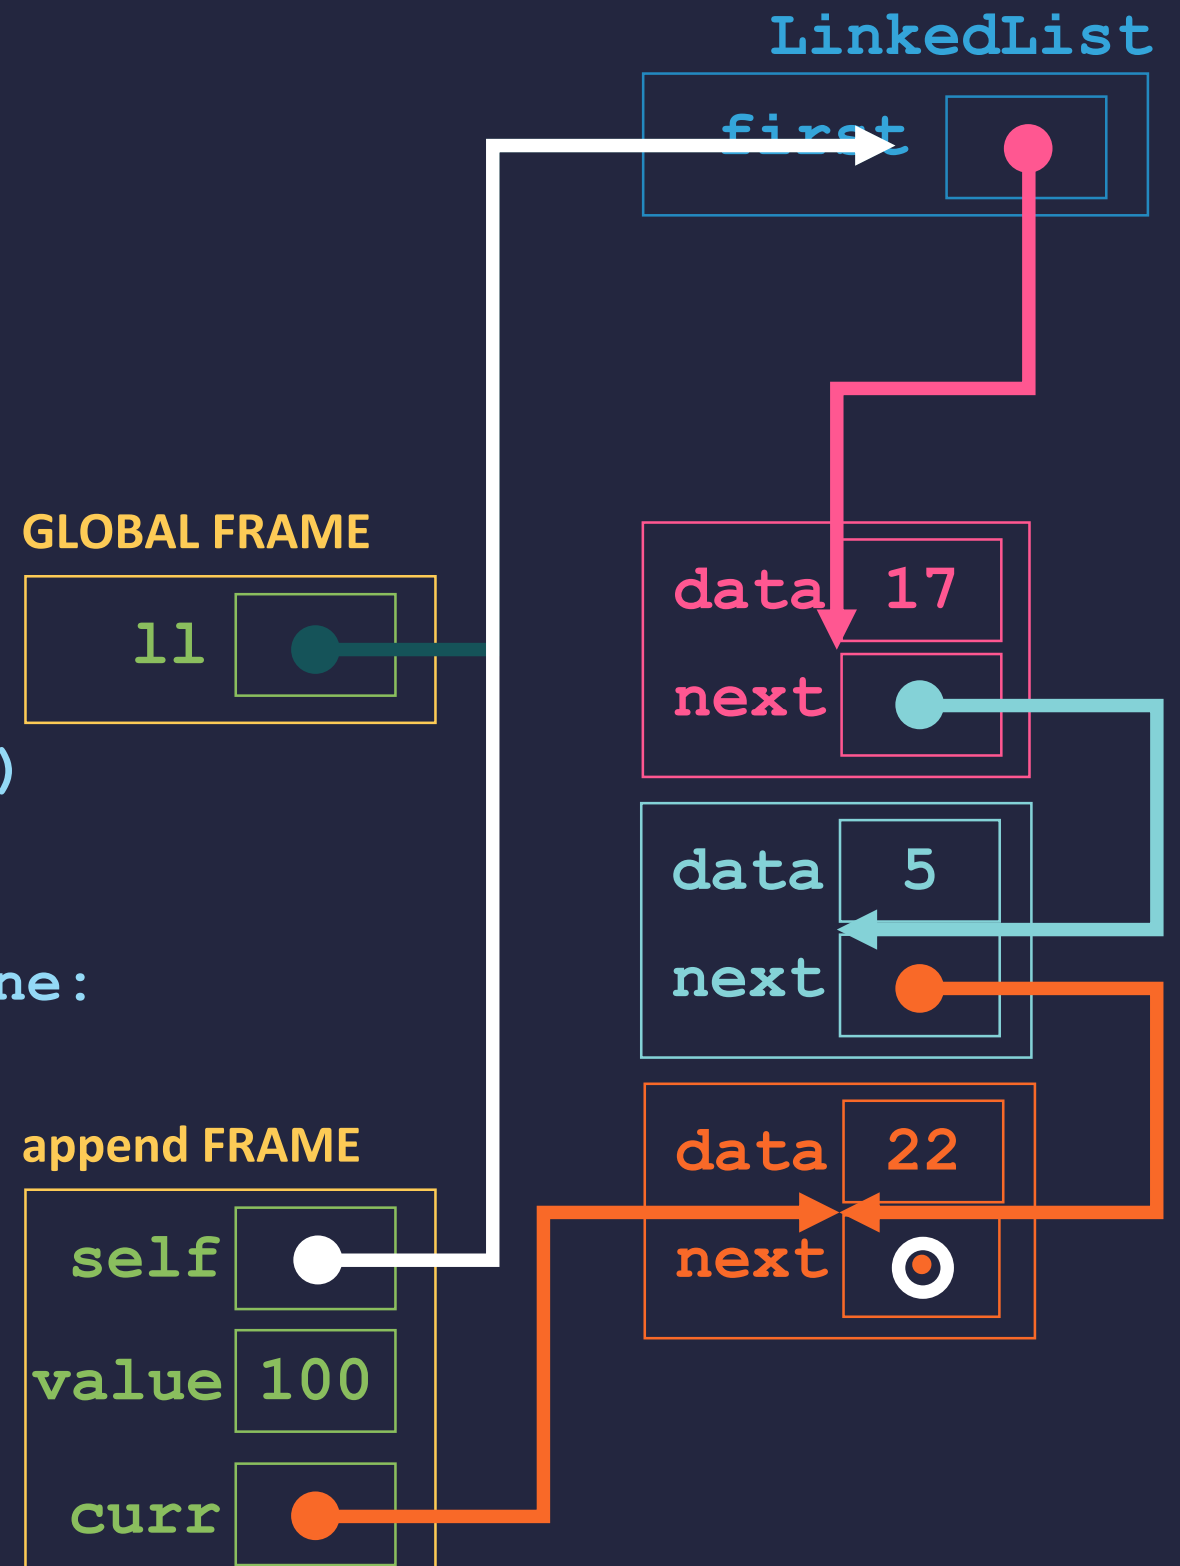 LinkedList
first
GLOBAL FRAME
ll
data 17
next
)
data 5
next
ne:
append FRAME
data 22
next
self
value 100
curr